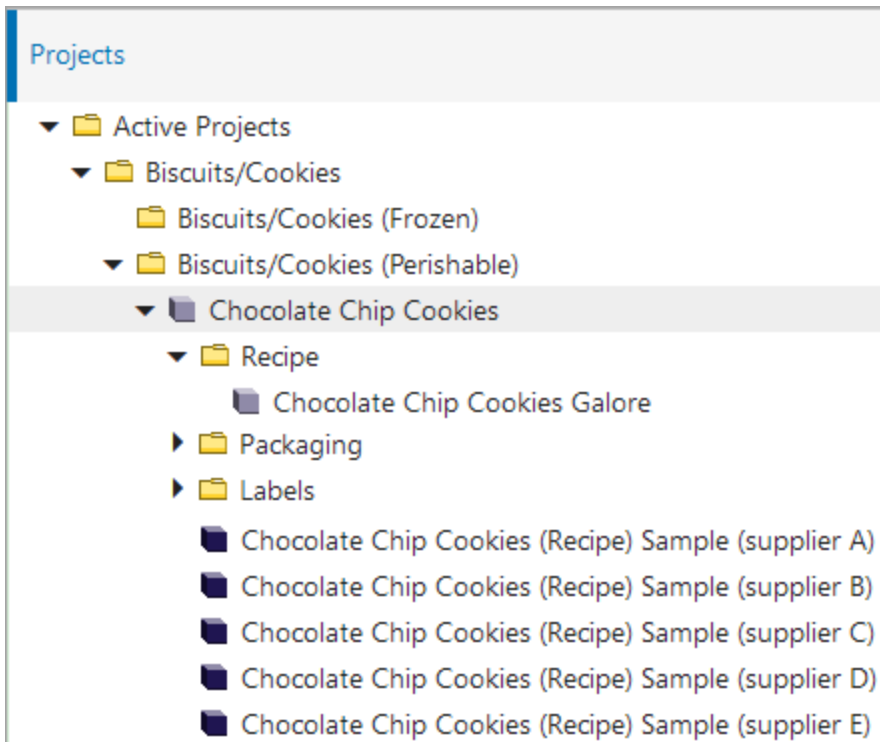 Projects
Active Projects
Biscuits/Cookies
Biscuits/Cookies (Frozen)
Biscuits/Cookies (Perishable)
Chocolate Chip Cookies
Recipe
Chocolate Chip Cookies Galore
Packaging
Labels
Chocolate Chip Cookies (Recipe) Sample (supplier A)
Chocolate Chip Cookies (Recipe) Sample (supplier B)
Chocolate Chip Cookies (Recipe) Sample (supplier C)
Chocolate Chip Cookies (Recipe) Sample (supplier D)
Chocolate Chip Cookies (Recipe) Sample (supplier E)